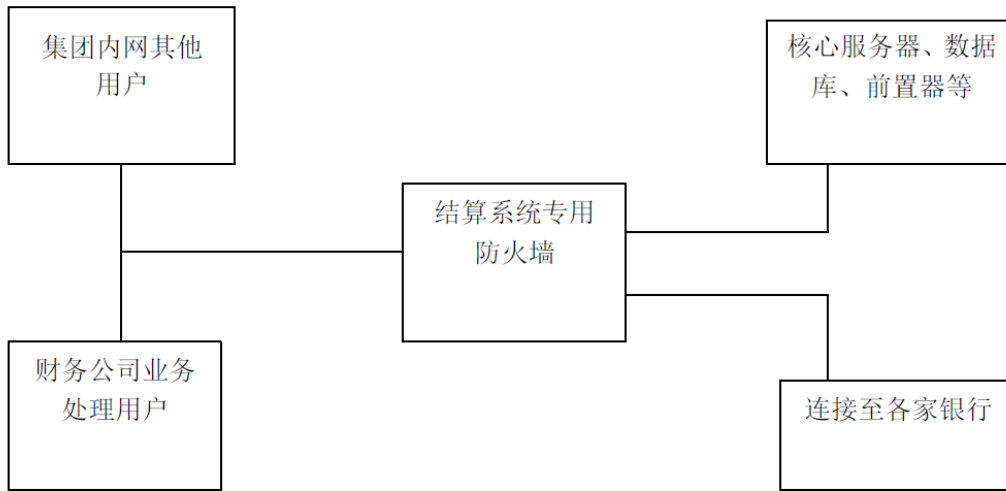 集团内网其他
用户
核心服务器、数据
库、前置器等
结算系统专用
防火墙
财务公司业务
处理用户
连接至各家银行